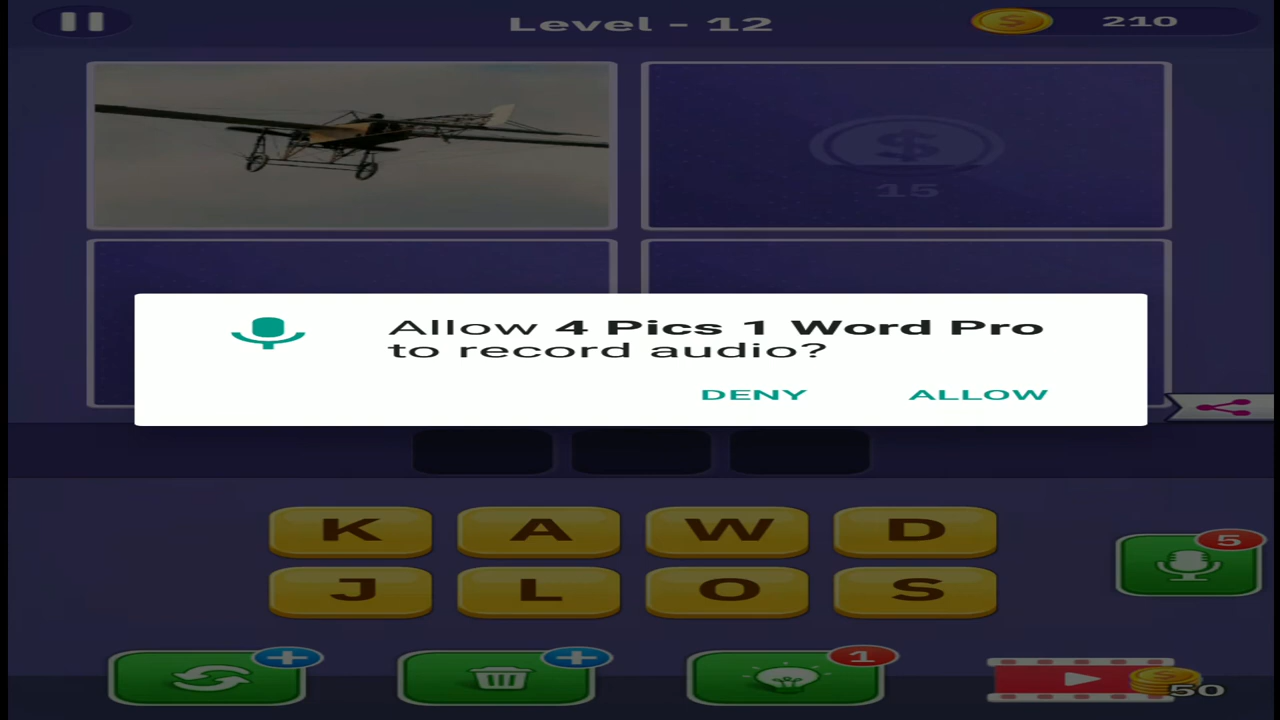 Level - 12
210
15
Allow 4 Pics 1 Word Pro
to record audio?
DENY ALLOW
K A W D
5
J L O S
1
50